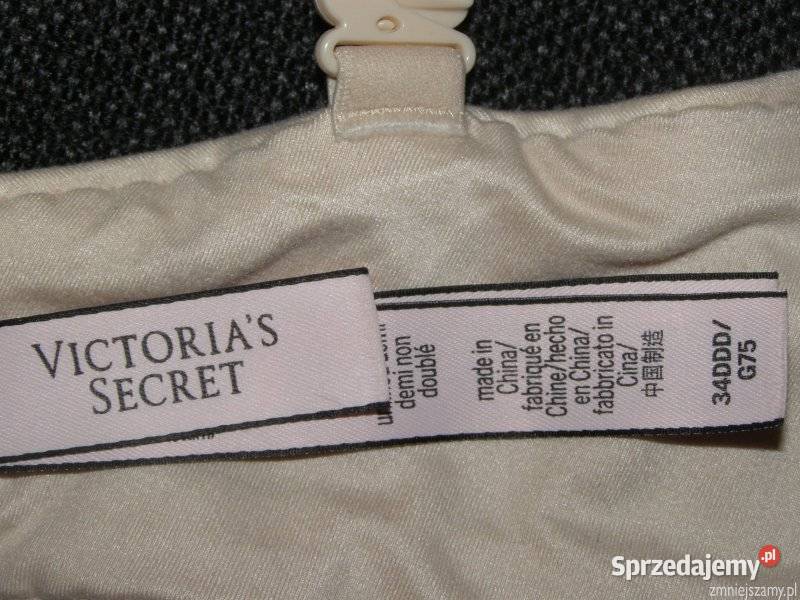 VICTORIA'S
SECRET
demi non
doublé
made in
China/
fabriqué en
Chine/hecho
en China/
fabbricato in
Cina/
中国制造
34DDD/
G75
Sprzedajemy.pl
zmniejszamy.pl